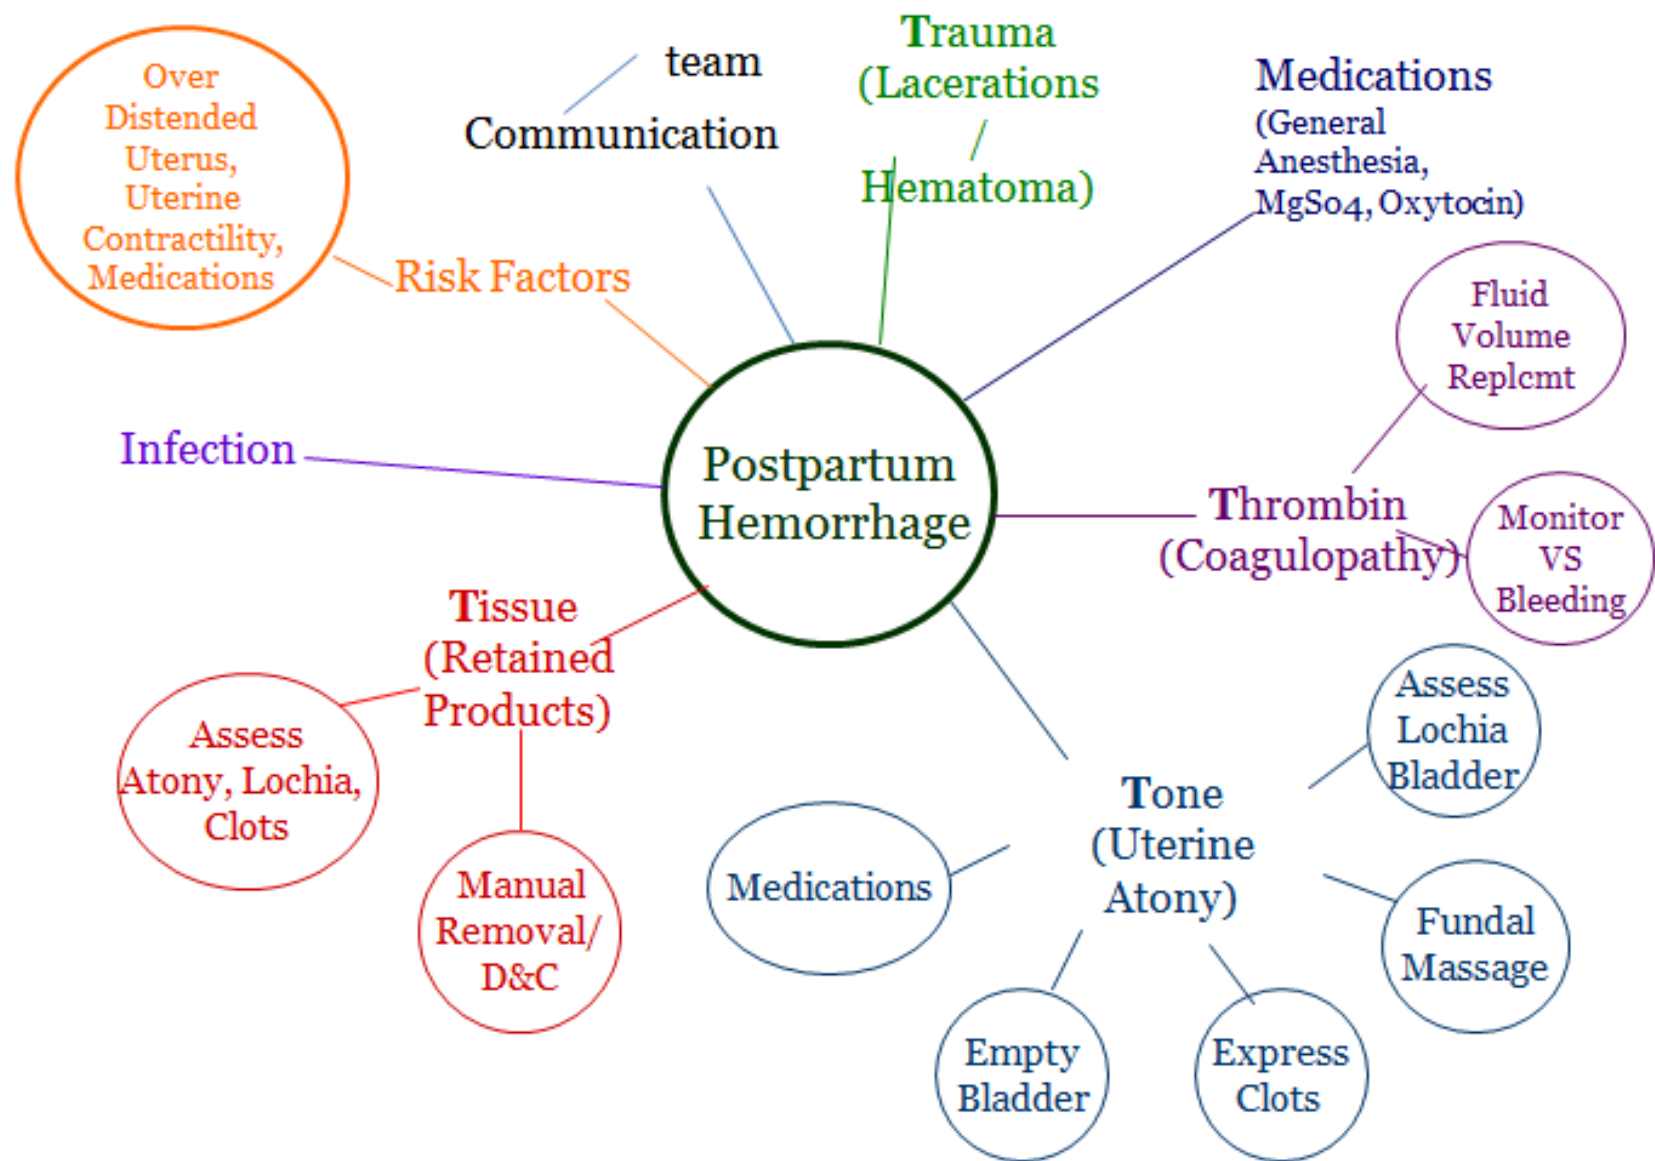 Over
Distended
Uterus,
Uterine
Contractility,
Medications
Risk Factors
team
Communication
Trauma
(Lacerations
/
Hematoma)
Medications
(General
Anesthesia,
MgSo4, Oxytocin)
Fluid
Volume
Replcmt
Infection
Postpartum
Hemorrhage
Thrombin
(Coagulopathy)
Monitor
VS
Bleeding
Tissue
(Retained
Products)
Assess
Atony, Lochia,
Clots
Manual
Removal/
D&C
Tone
(Uterine
Atony)
Assess
Lochia
Bladder
Medications
Fundal
Massage
Empty
Bladder
Express
Clots